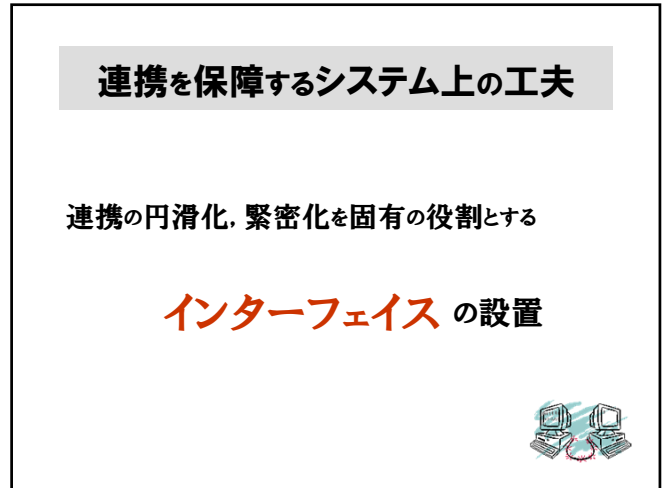 連携を保障するシステム上の工夫
連携の円滑化，緊密化を固有の役割とする
インターフェイス の設置